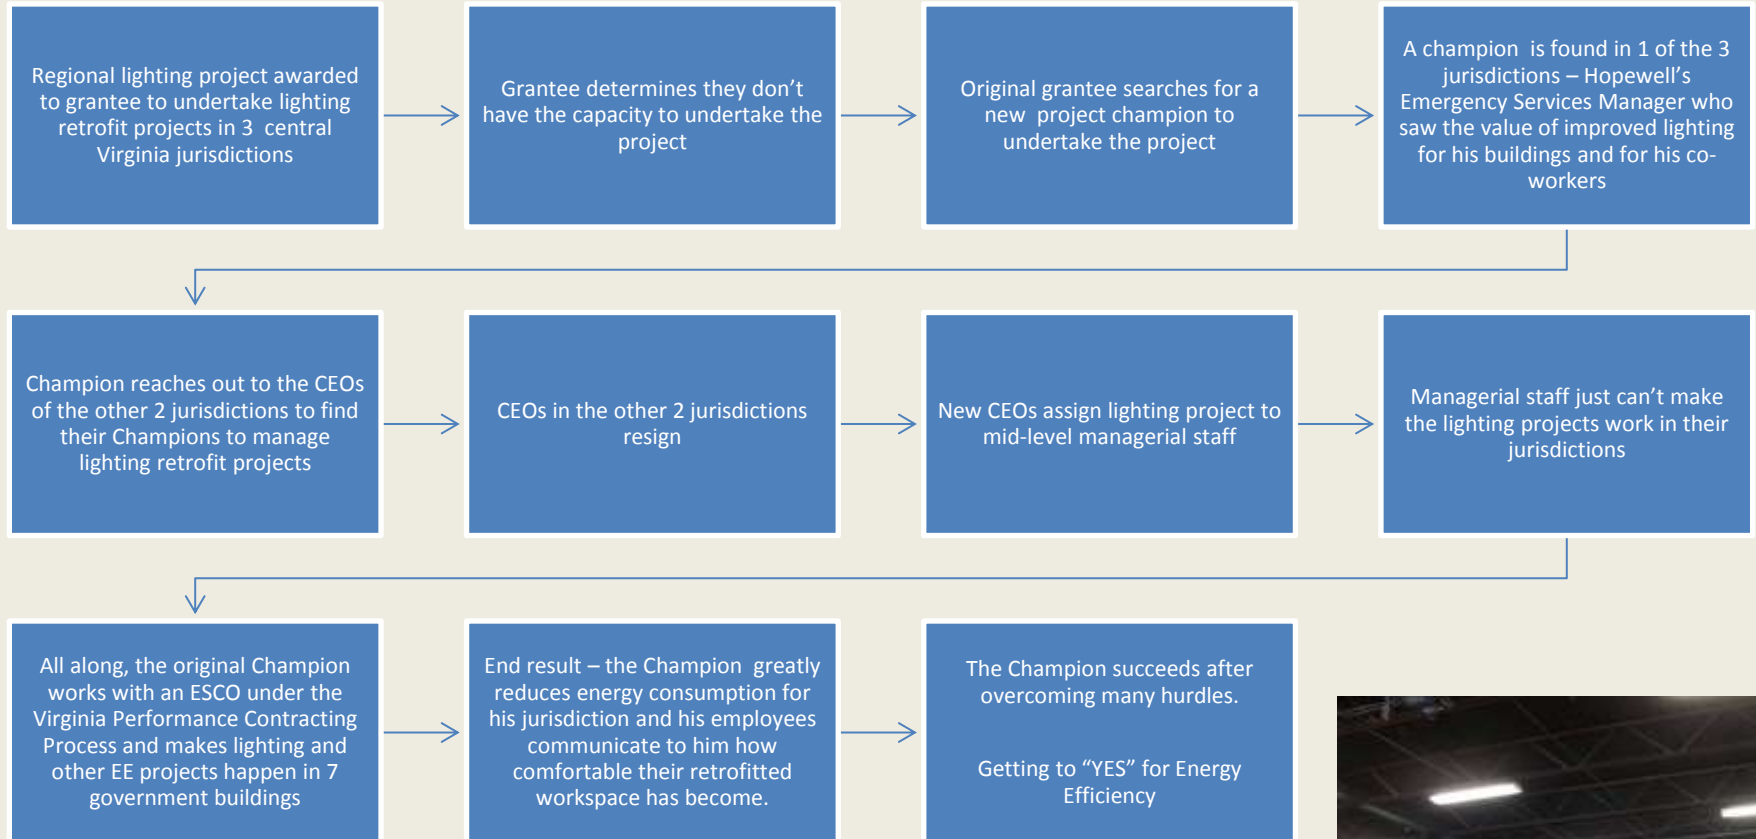 Regional lighting project awarded
to grantee to undertake lighting
retrofit projects in 3  central
Virginia jurisdictions
Grantee determines they don’t
have the capacity to undertake the
project
Original grantee searches for a
new  project champion to
undertake the project
A champion  is found in 1 of the 3
jurisdictions – Hopewell’s
Emergency Services Manager who
saw the value of improved lighting
for his buildings and for his co-
workers
Champion reaches out to the CEOs
of the other 2 jurisdictions to find
their Champions to manage
lighting retrofit projects
CEOs in the other 2 jurisdictions
resign
New CEOs assign lighting project to
mid-level managerial staff
Managerial staff just can’t make
the lighting projects work in their
jurisdictions
All along, the original Champion
works with an ESCO under the
Virginia Performance Contracting
Process and makes lighting and
other EE projects happen in 7
government buildings
End result – the Champion  greatly
reduces energy consumption for
his jurisdiction and his employees
communicate to him how
comfortable their retrofitted
workspace has become.
The Champion succeeds after
overcoming many hurdles.
Getting to “YES” for Energy
Efficiency